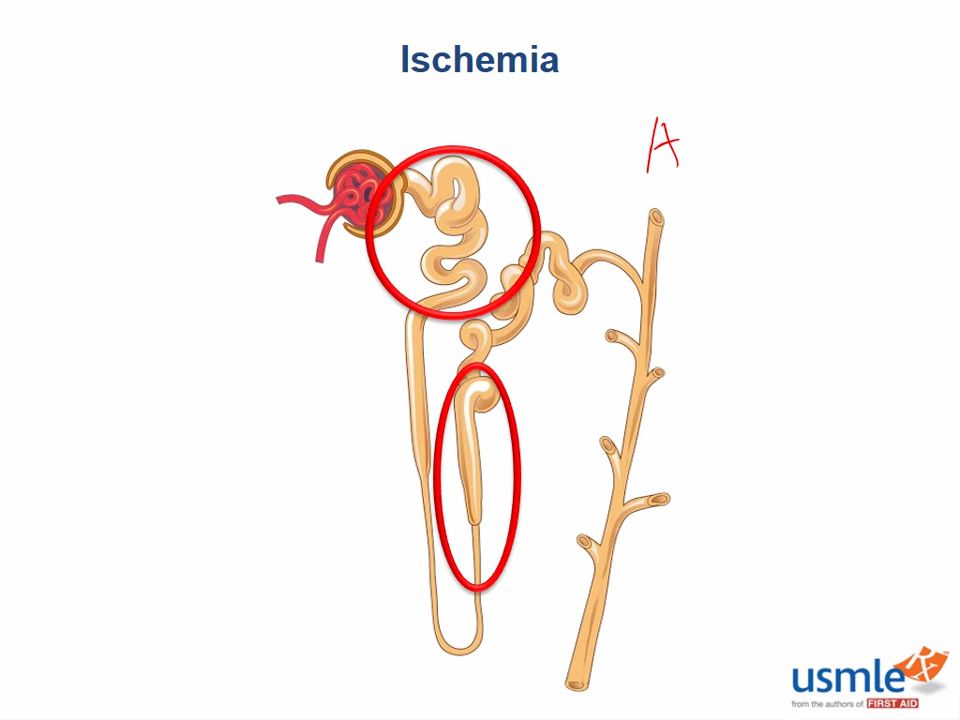 Ischemia
A
usmle
from the authors of FIRST AID